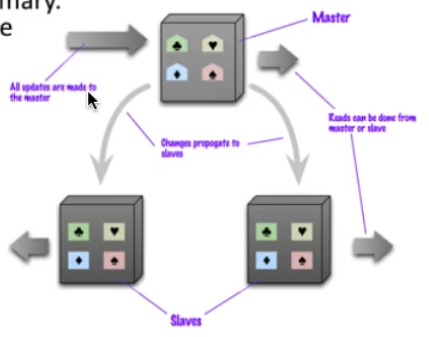 mary.
e
Master
All updates are made to
the master
Reads can be done from
master or slave
Changes propogate to
slaves
Slaves